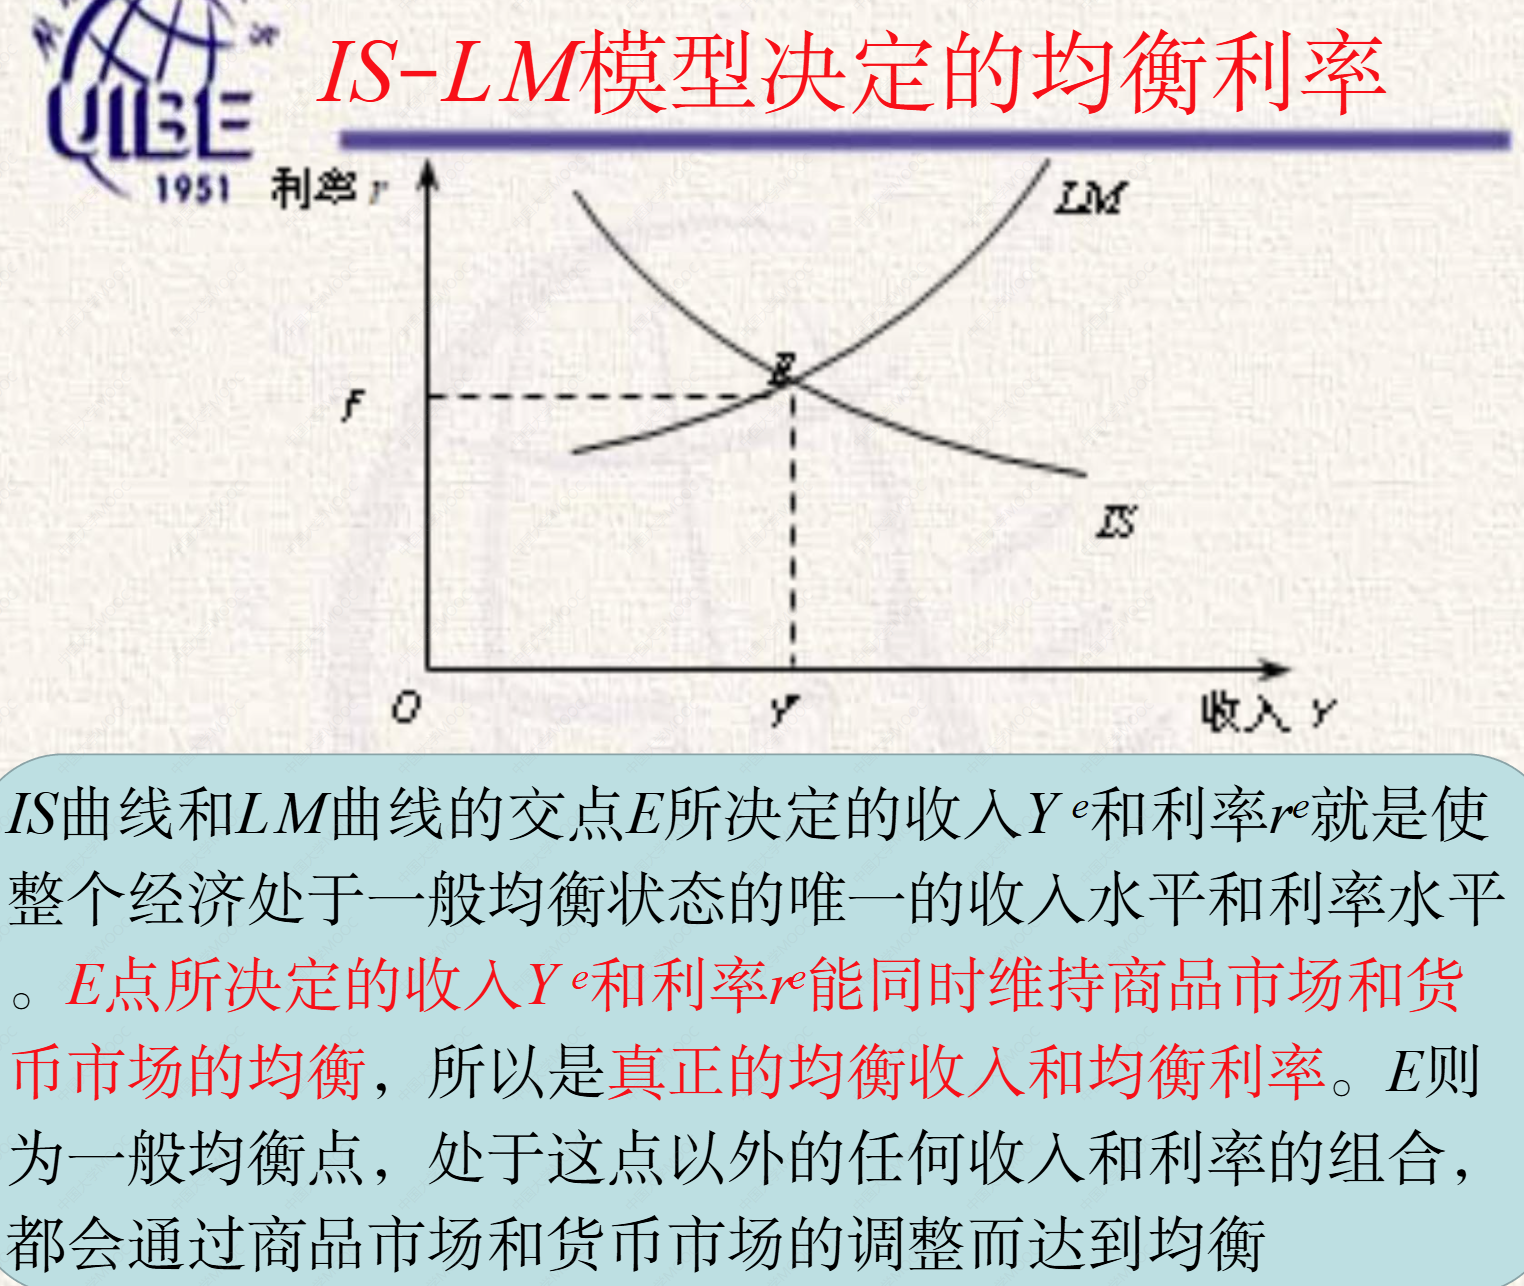 IS-LM模型决定的均衡利率
UIBE
1951
利率 r
LM
E
r
IS
O
Y
收入 Y
IS曲线和LM曲线的交点E所决定的收入Y e和利率re就是使
整个经济处于一般均衡状态的唯一的收入水平和利率水平
。E点所决定的收入Y e和利率re能同时维持商品市场和货
币市场的均衡，所以是真正的均衡收入和均衡利率。E则
为一般均衡点，处于这点以外的任何收入和利率的组合，
都会通过商品市场和货币市场的调整而达到均衡